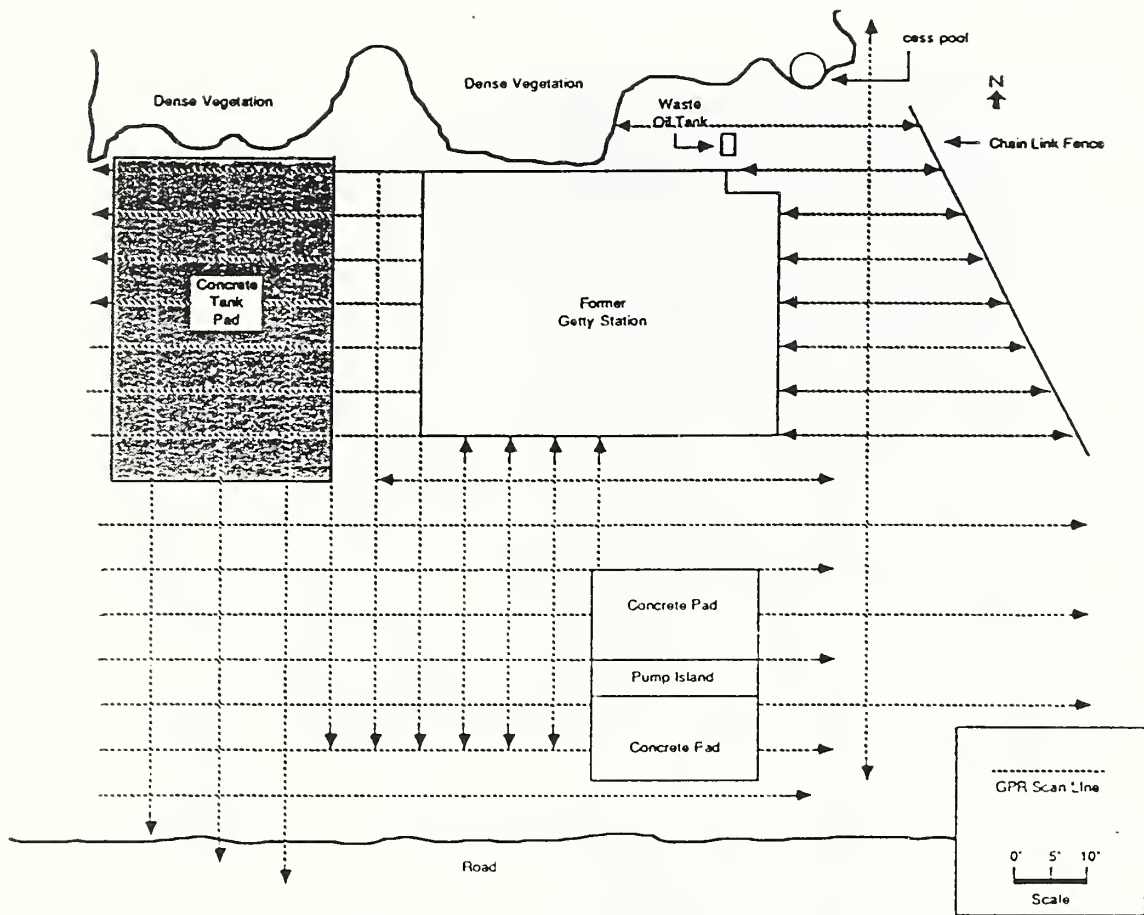 cess pool
N
Dense Vegetation
Dense Vegetation
Waste
Oil Tank
Chain Link Fence
Concrete
Tank
Pad
Former
Getty Station
Concrete Pad
Pump Island
Concrete Pad
GPR Scan Line
0' 5' 10'
Scale
Road